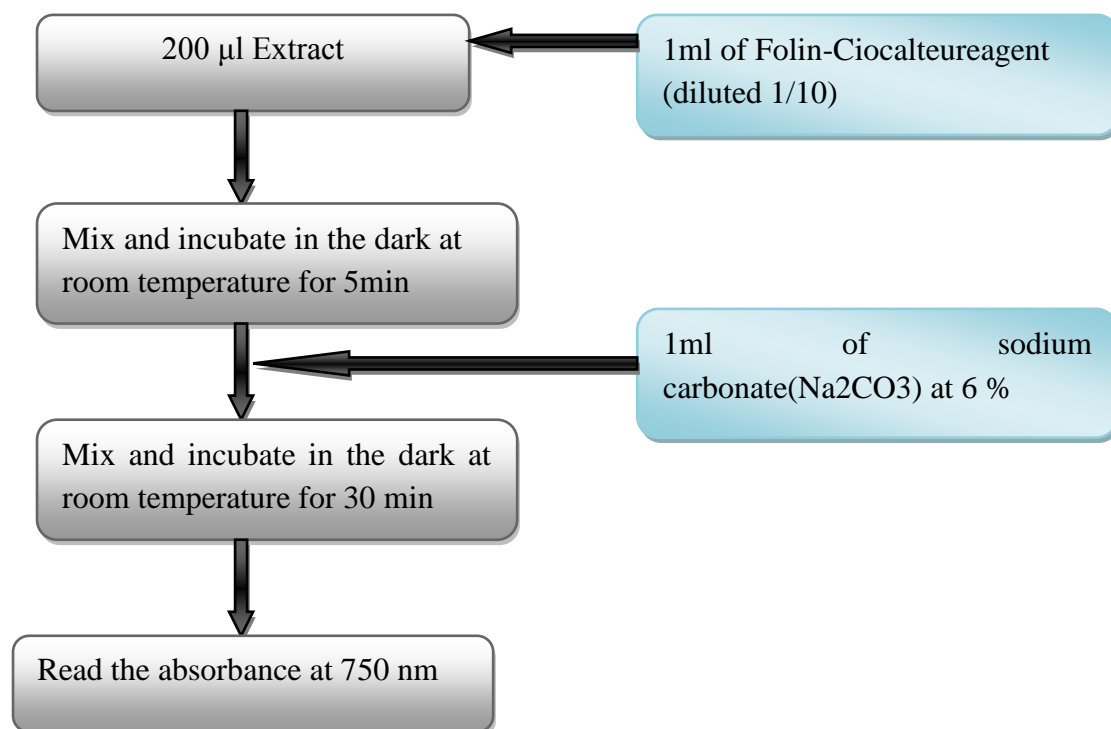 200 µl Extract
1ml of Folin-Ciocalteureagent
(diluted 1/10)
Mix and incubate in the dark at
room temperature for 5min
1ml of sodium
carbonate(Na2CO3) at 6 %
Mix and incubate in the dark at
room temperature for 30 min
Read the absorbance at 750 nm